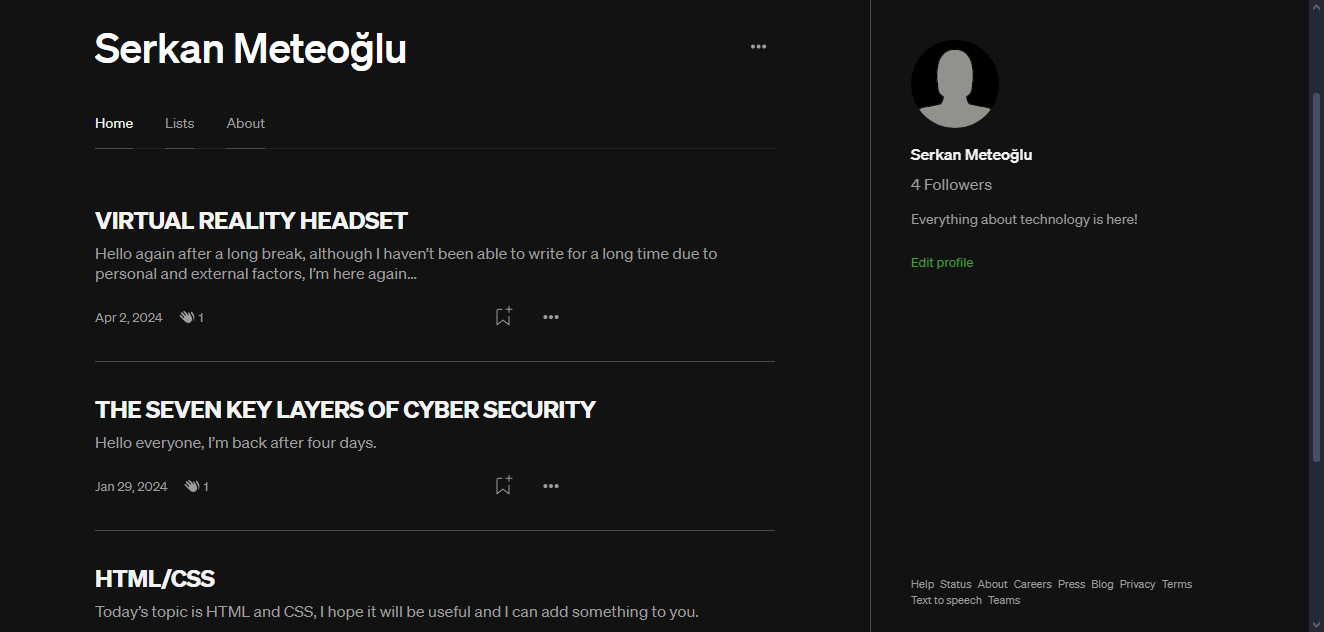 Serkan Meteoğlu
Home Lists About
VIRTUAL REALITY HEADSET
Hello again after a long break, although I haven’t been able to write for a long time due to
personal and external factors, I’m here again…
Apr 2, 2024 1
THE SEVEN KEY LAYERS OF CYBER SECURITY
Hello everyone, I’m back after four days.
Jan 29, 2024 1
HTML/CSS
Today’s topic is HTML and CSS, I hope it will be useful and I can add something to you.
Serkan Meteoğlu
4 Followers
Everything about technology is here!
Edit profile
Help Status About Careers Press Blog Privacy Terms
Text to speech Teams